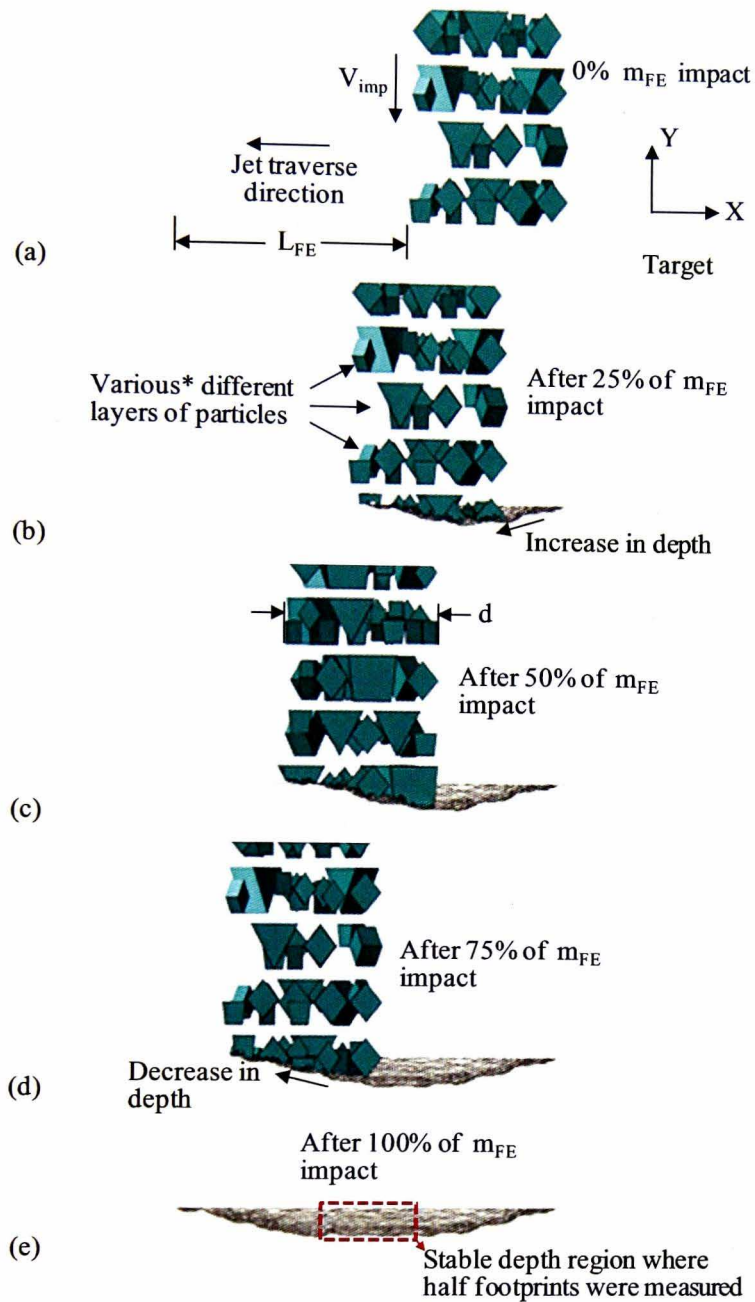 0% m_FE impact
V_imp
Jet traverse
direction
Y
X
L_FE
Target
(a)
Various* different
layers of particles
After 25% of m_FE
impact
Increase in depth
(b)
d
After 50% of m_FE
impact
(c)
After 75% of m_FE
impact
Decrease in
depth
(d)
After 100% of m_FE
impact
(e)
Stable depth region where
half footprints were measured